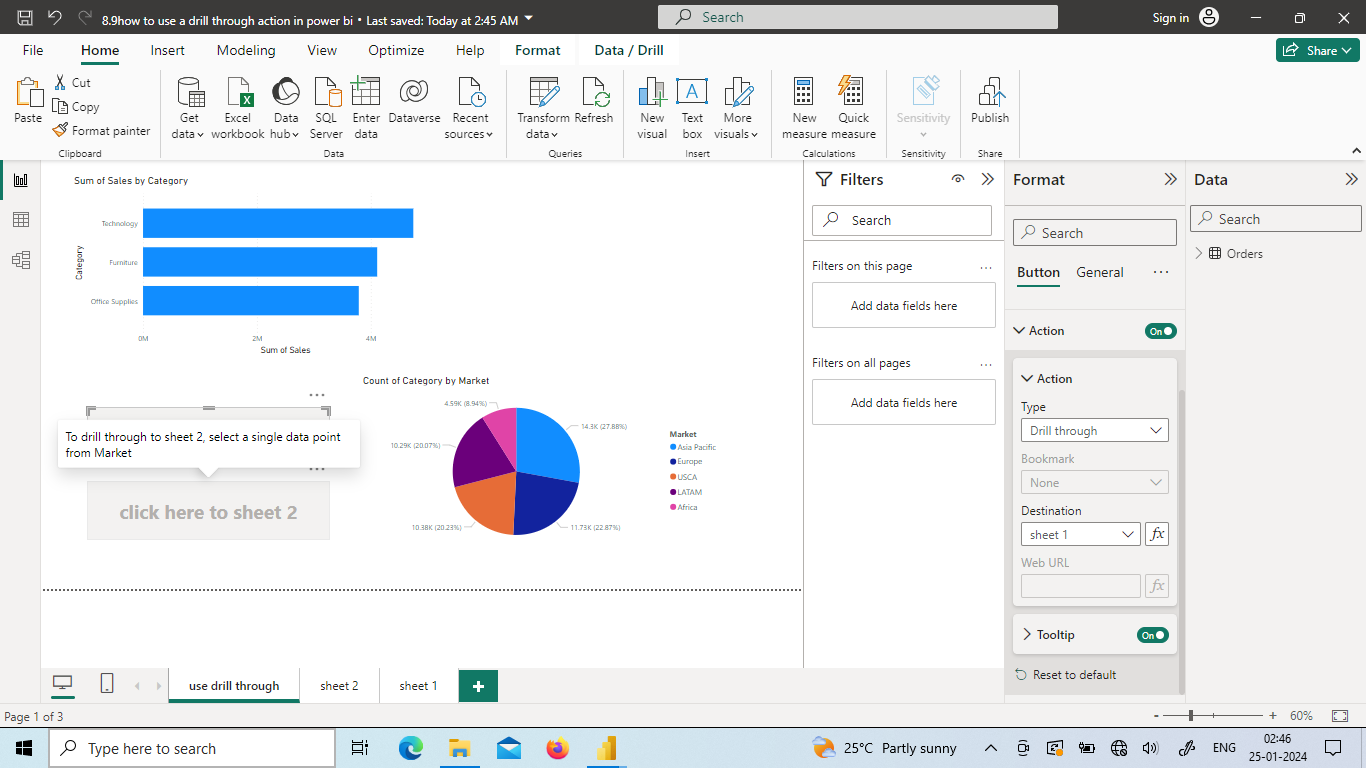 8.9how to use a drill through action in power bi • Last saved: Today at 2:45 AM
Search
Sign in
File
Home
Insert
Modeling
View
Optimize
Help
Format
Data / Drill
Share
Paste
Cut
Copy
Format painter
Clipboard
Get data
Excel workbook
Data hub
SQL Server
Enter data
Dataverse
Recent sources
Data
Transform data
Refresh
Queries
New visual
Text box
More visuals
Insert
New measure
Quick measure
Calculations
Sensitivity
Sensitivity
Publish
Share
Sum of Sales by Category
Category
Technology
Furniture
Office Supplies
0M
2M
4M
Sum of Sales
To drill through to sheet 2, select a single data point
from Market
click here to sheet 2
Count of Category by Market
4.59K (8.94%)
14.3K (27.88%)
10.29K (20.07%)
10.38K (20.23%)
11.73K (22.87%)
Market
Asia Pacific
Europe
USCA
LATAM
Africa
Filters
Search
Filters on this page
Add data fields here
Filters on all pages
Add data fields here
Format
Search
Button
General
Action
On
Action
Type
Drill through
Bookmark
None
Destination
sheet 1
fx
Web URL
fx
Tooltip
On
Reset to default
Data
Search
Orders
use drill through
sheet 2
sheet 1
Page 1 of 3
- + 60%
Type here to search
25°C Partly sunny
ENG
02:46
25-01-2024